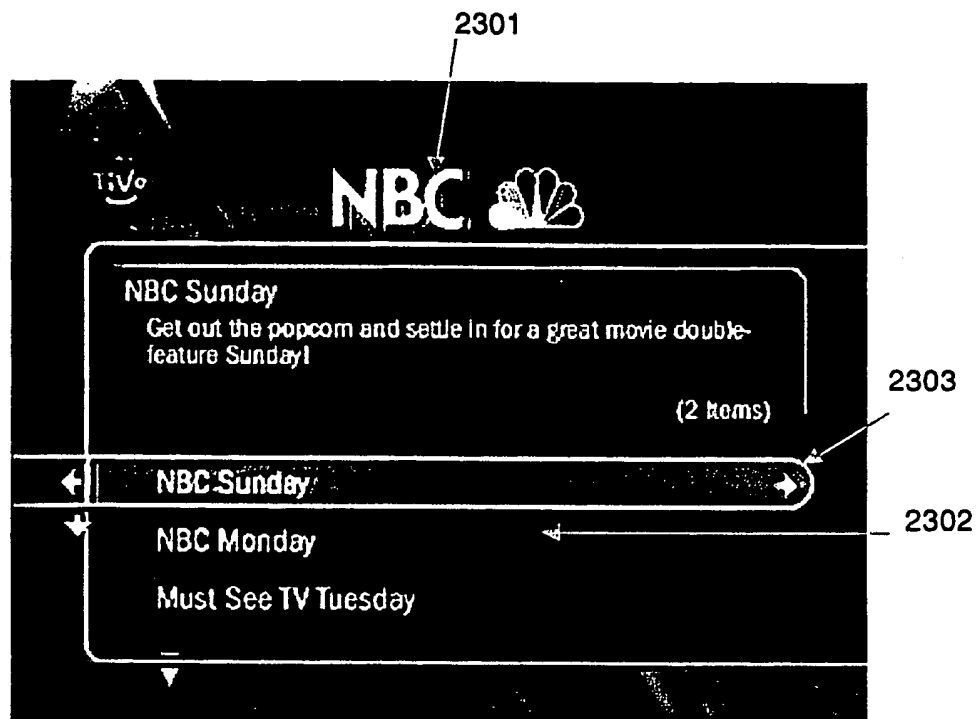 2301
TiVo
NBC
NBC Sunday
Get out the popcorn and settle in for a great movie double-
feature Sunday!
2303
(2 Items)
NBC Sunday
2302
NBC Monday
Must See TV Tuesday